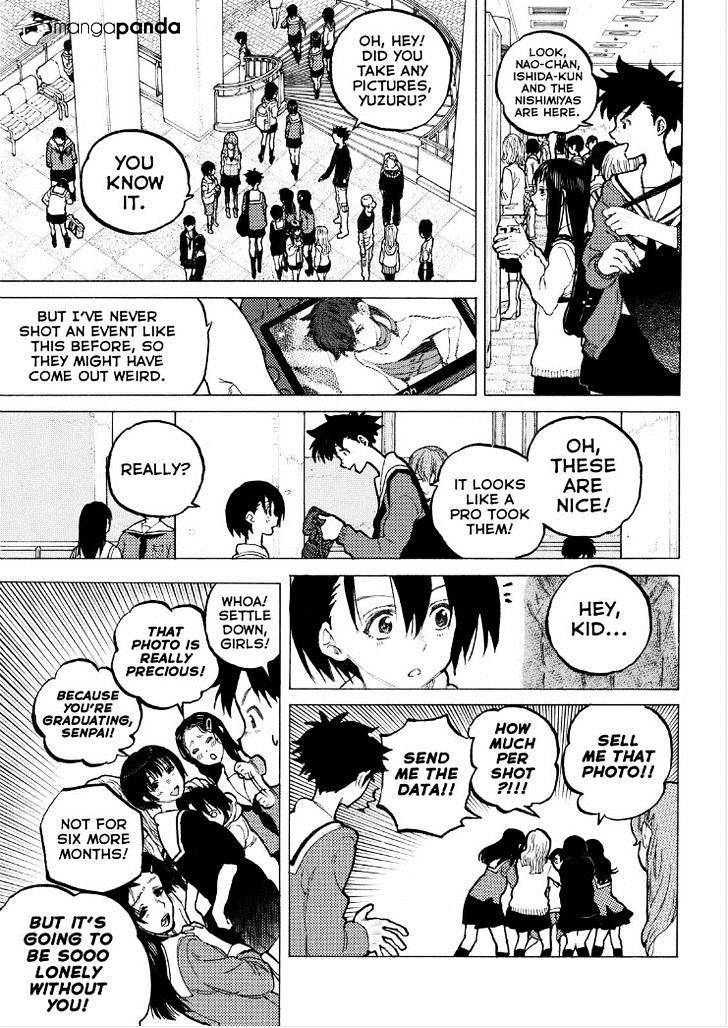 mangapanda
LOOK,
NAO-CHAN,
ISHIDA-KUN
AND THE
NISHIMIYAS
ARE HERE.
OH, HEY!
DID YOU
TAKE ANY
PICTURES,
YUZURU?
YOU
KNOW
IT.
BUT I'VE NEVER
SHOT AN EVENT LIKE
THIS BEFORE, SO
THEY MIGHT HAVE
COME OUT WEIRD.
OH,
THESE
ARE
NICE!
IT LOOKS
LIKE A
PRO TOOK
THEM!
REALLY?
HEY,
KID...
SELL
ME THAT
PHOTO!!
HOW
MUCH
PER
SHOT
?!!!
SEND
ME THE
DATA!!
WHOA!
SETTLE
DOWN,
GIRLS!
THAT
PHOTO IS
REALLY
PRECIOUS!
BECAUSE
YOU'RE
GRADUATING,
SENPAI!
NOT FOR
SIX MORE
MONTHS!
BUT IT'S
GOING TO
BE SOOO
LONELY
WITHOUT
YOU!